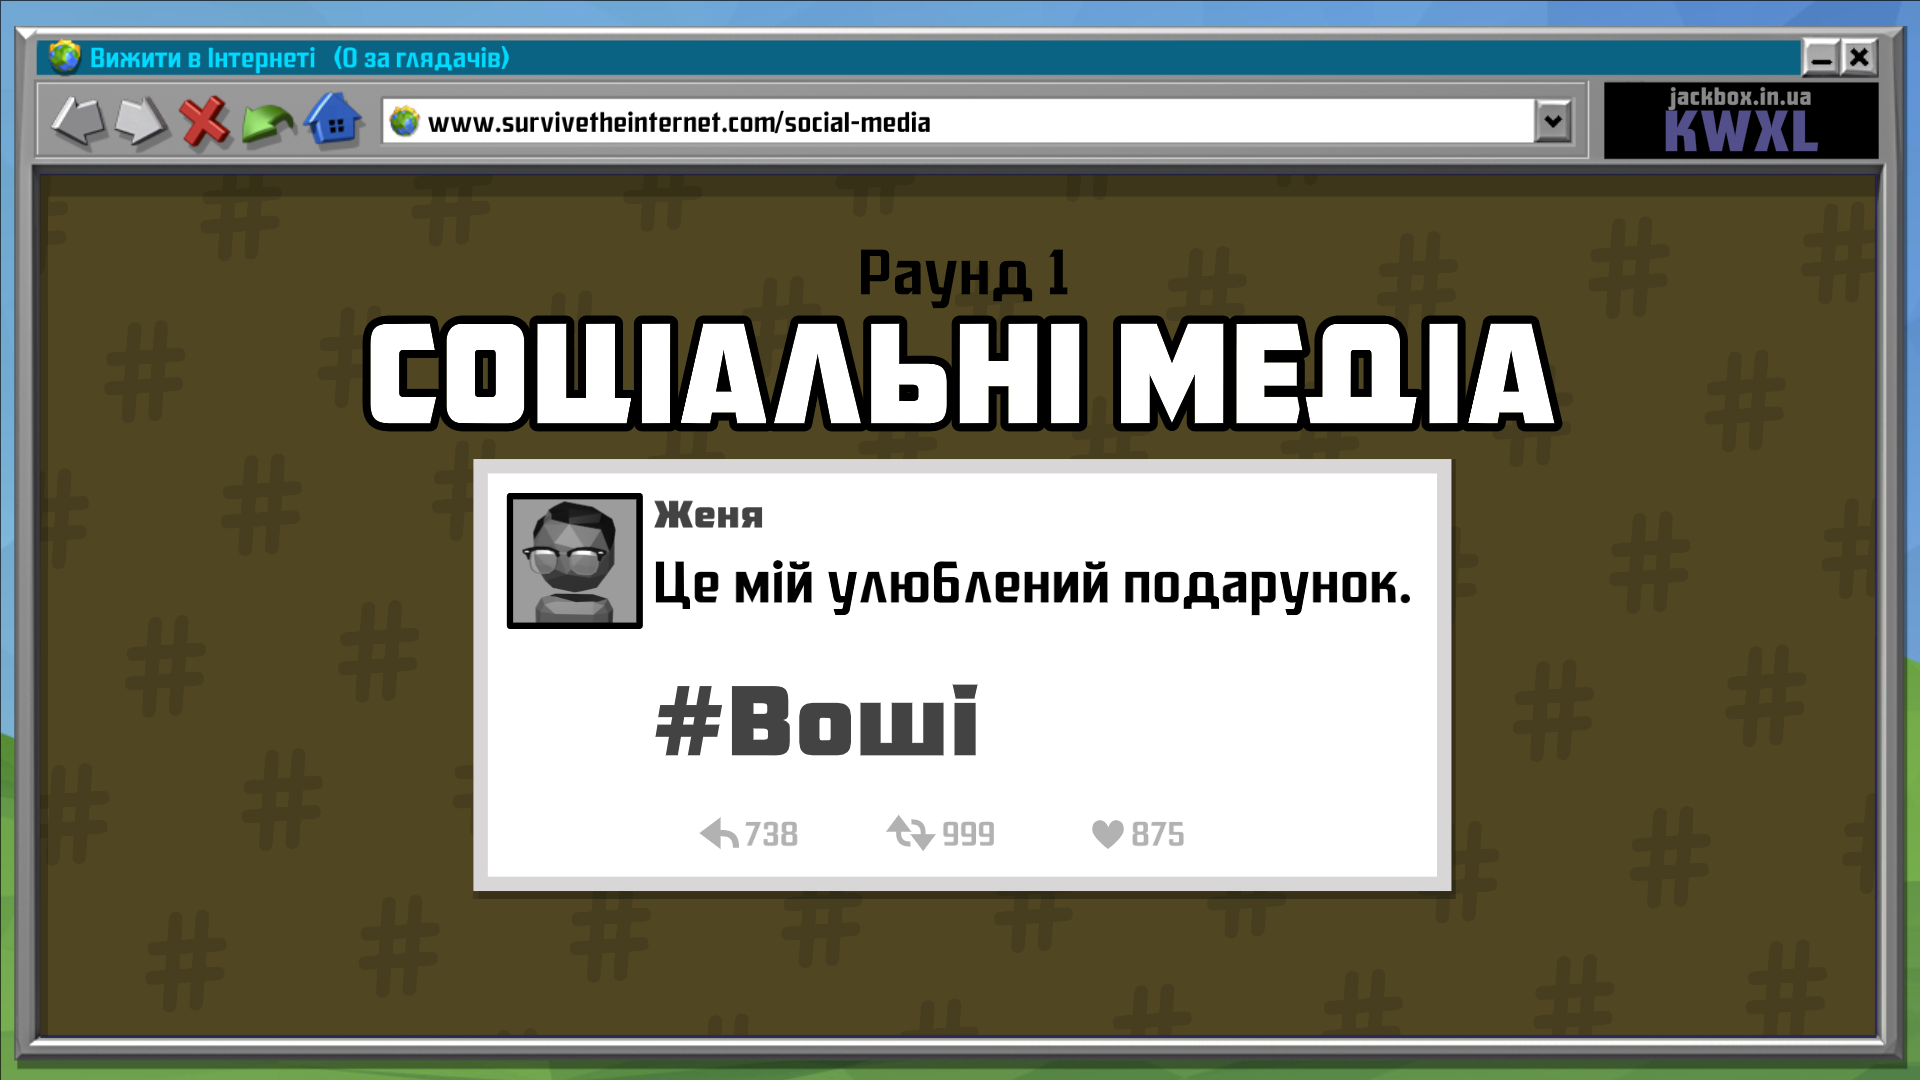 Вижити в Інтернеті (0 за глядачів)
www.survivetheinternet.com/social-media
jackbox.in.ua
KWXL
Раунд 1
СОЦІАЛЬНІ МЕДІА
Женя
Це мій улюблений подарунок.
#Воші
738 999 875